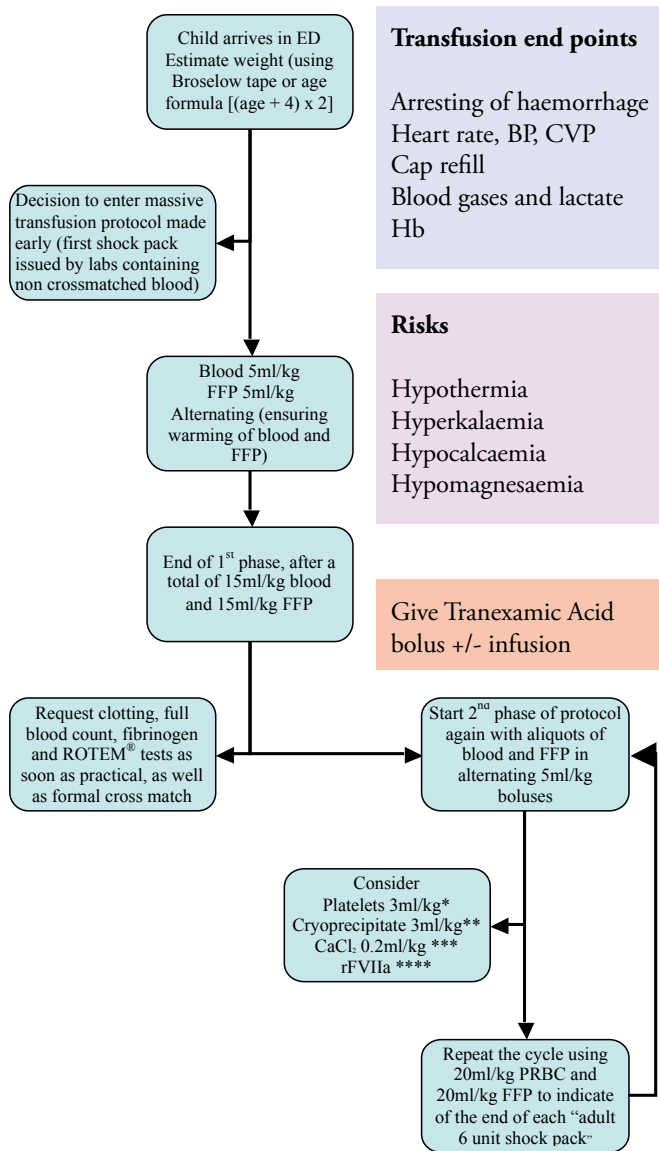 Child arrives in ED
Estimate weight (using
Broselow tape or age
formula [(age + 4) x 2]
Decision to enter massive
transfusion protocol made
early (first shock pack
issued by labs containing
non crossmatched blood)
Blood 5ml/kg
FFP 5ml/kg
Alternating (ensuring
warming of blood and
FFP)
End of 1st phase, after a
total of 15ml/kg blood
and 15ml/kg FFP
Request clotting, full
blood count, fibrinogen
and ROTEM® tests as
soon as practical, as well
as formal cross match
Start 2nd phase of protocol
again with aliquots of
blood and FFP in
alternating 5ml/kg
boluses
Consider
Platelets 3ml/kg*
Cryoprecipitate 3ml/kg**
CaCl₂ 0.2ml/kg ***
rFVIIa ****
Repeat the cycle using
20ml/kg PRBC and
20ml/kg FFP to indicate
of the end of each “adult
6 unit shock pack”
Transfusion end points
Arresting of haemorrhage
Heart rate, BP, CVP
Cap refill
Blood gases and lactate
Hb
Risks
Hypothermia
Hyperkalaemia
Hypocalcaemia
Hypomagnesaemia
Give Tranexamic Acid
bolus +/- infusion